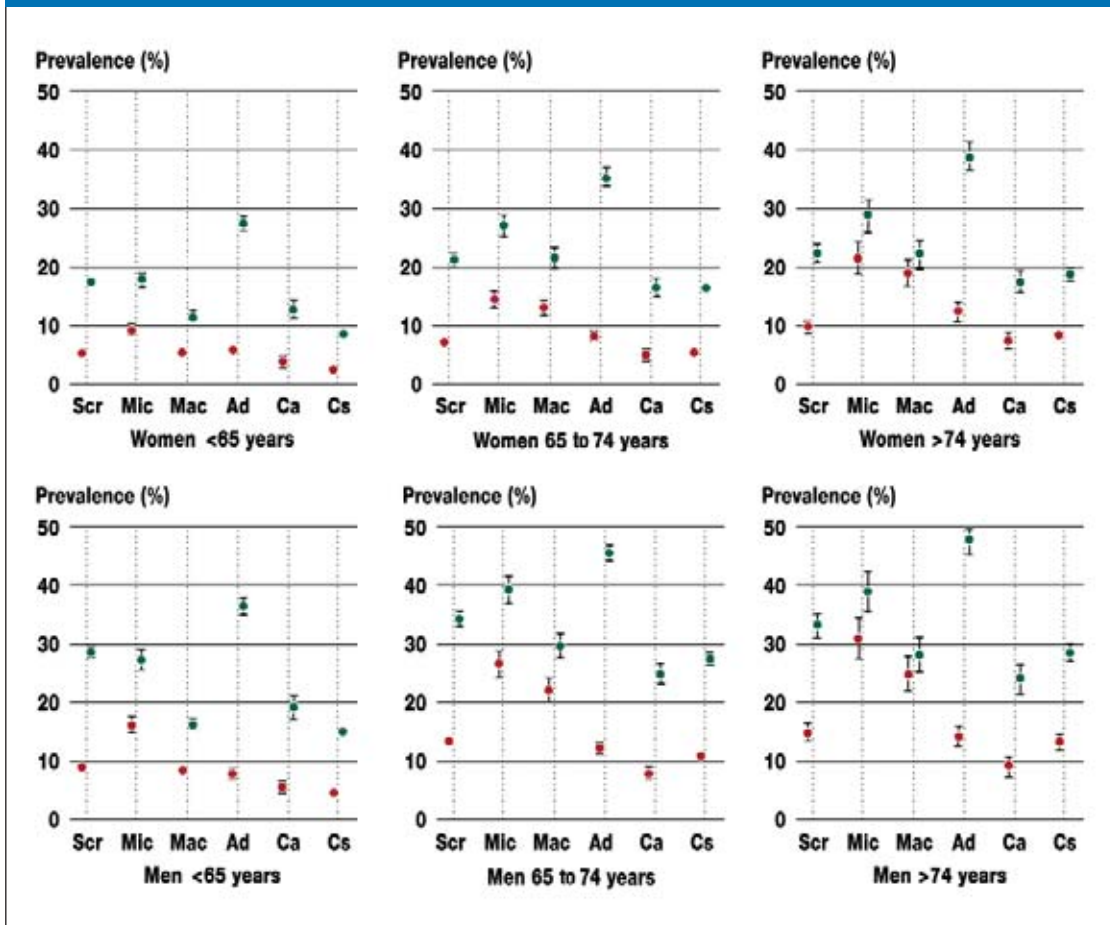 Prevalence (%)
50
40
30
20
10
0
Scr Mic Mac Ad Ca Cs
Women <65 years
Prevalence (%)
50
40
30
20
10
0
Scr Mic Mac Ad Ca Cs
Women 65 to 74 years
Prevalence (%)
50
40
30
20
10
0
Scr Mic Mac Ad Ca Cs
Women >74 years
Prevalence (%)
50
40
30
20
10
0
Scr Mic Mac Ad Ca Cs
Men <65 years
Prevalence (%)
50
40
30
20
10
0
Scr Mic Mac Ad Ca Cs
Men 65 to 74 years
Prevalence (%)
50
40
30
20
10
0
Scr Mic Mac Ad Ca Cs
Men >74 years